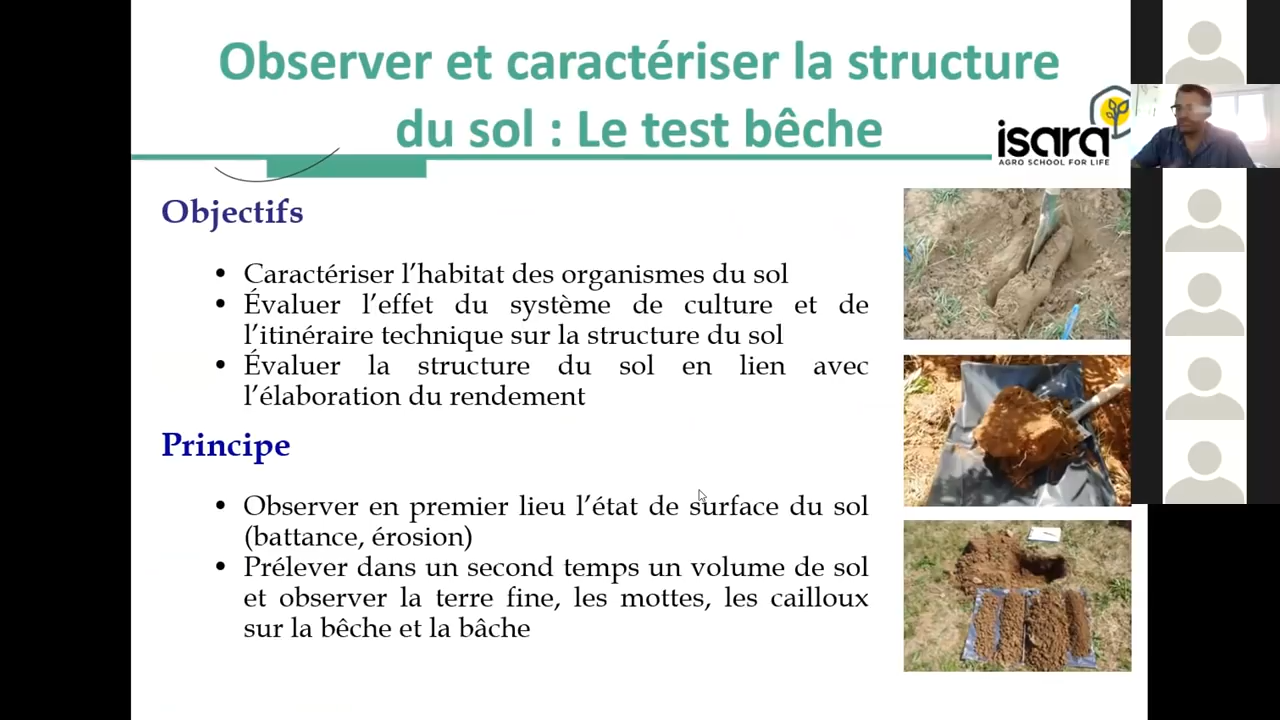 Observer et caractériser la structure
du sol : Le test bêche
isara
AGRO SCHOOL FOR LIFE
Objectifs
• Caractériser l’habitat des organismes du sol
• Évaluer l’effet du système de culture et de
l’itinéraire technique sur la structure du sol
• Évaluer la structure du sol en lien avec
l’élaboration du rendement
Principe
• Observer en premier lieu l’état de surface du sol
(battance, érosion)
• Prélever dans un second temps un volume de sol
et observer la terre fine, les mottes, les cailloux
sur la bêche et la bâche